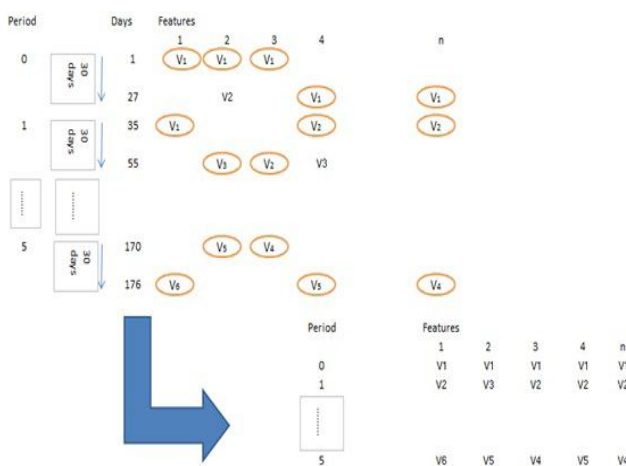 Period Days Features
1 2 3 4 n
0 1 V1 V1 V1
30 days
27 V2 V1 V1
1 35 V1 V2 V2
30 days
55 V3 V2 V3
........ ........
5 170 V5 V4
30 days
176 V6 V5 V4
Period Features
1 2 3 4 n
0 V1 V1 V1 V1 V1
1 V2 V3 V2 V2 V2
........
5 V6 V5 V4 V5 V4